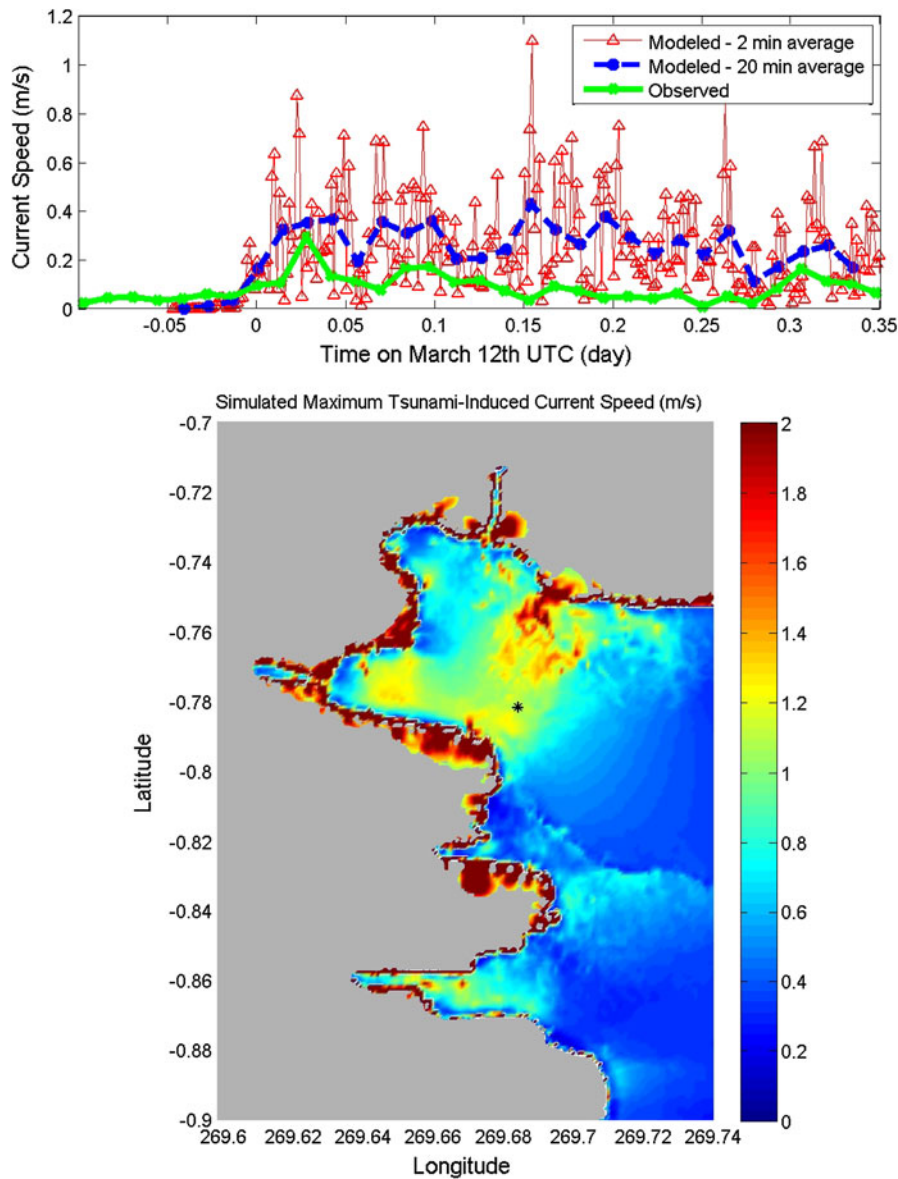 1.2
1
0.8
0.6
0.4
0.2
0
Current Speed (m/s)
Modeled - 2 min average
Modeled - 20 min average
Observed
-0.05 0 0.05 0.1 0.15 0.2 0.25 0.3 0.35
Time on March 12th UTC (day)
Simulated Maximum Tsunami-Induced Current Speed (m/s)
-0.7
-0.72
-0.74
-0.76
-0.78
-0.8
-0.82
-0.84
-0.86
-0.88
-0.9
Latitude
269.6 269.62 269.64 269.66 269.68 269.7 269.72 269.74
Longitude
2
1.8
1.6
1.4
1.2
1
0.8
0.6
0.4
0.2
0